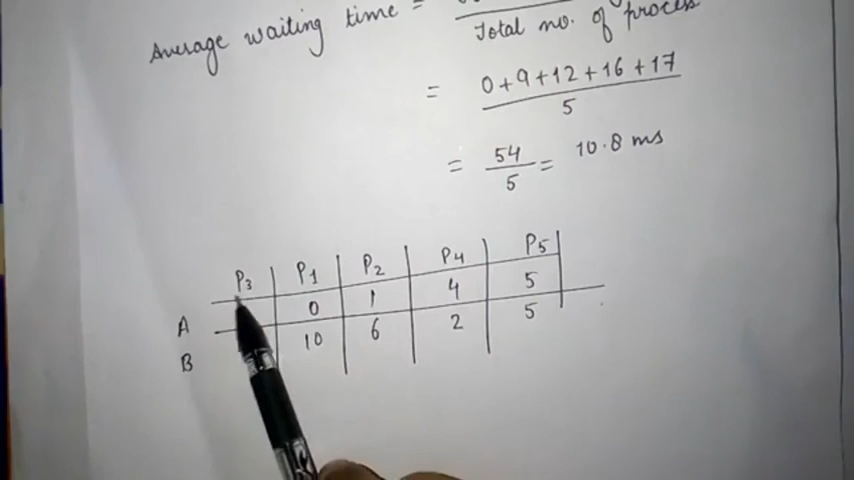 Average waiting time =
Total no. of process
= 0+9+12+16+17
5
= 54 = 10.8 ms
5
P3 P1 P2 P4 P5
A 0 1 4 5
B 10 6 2 5